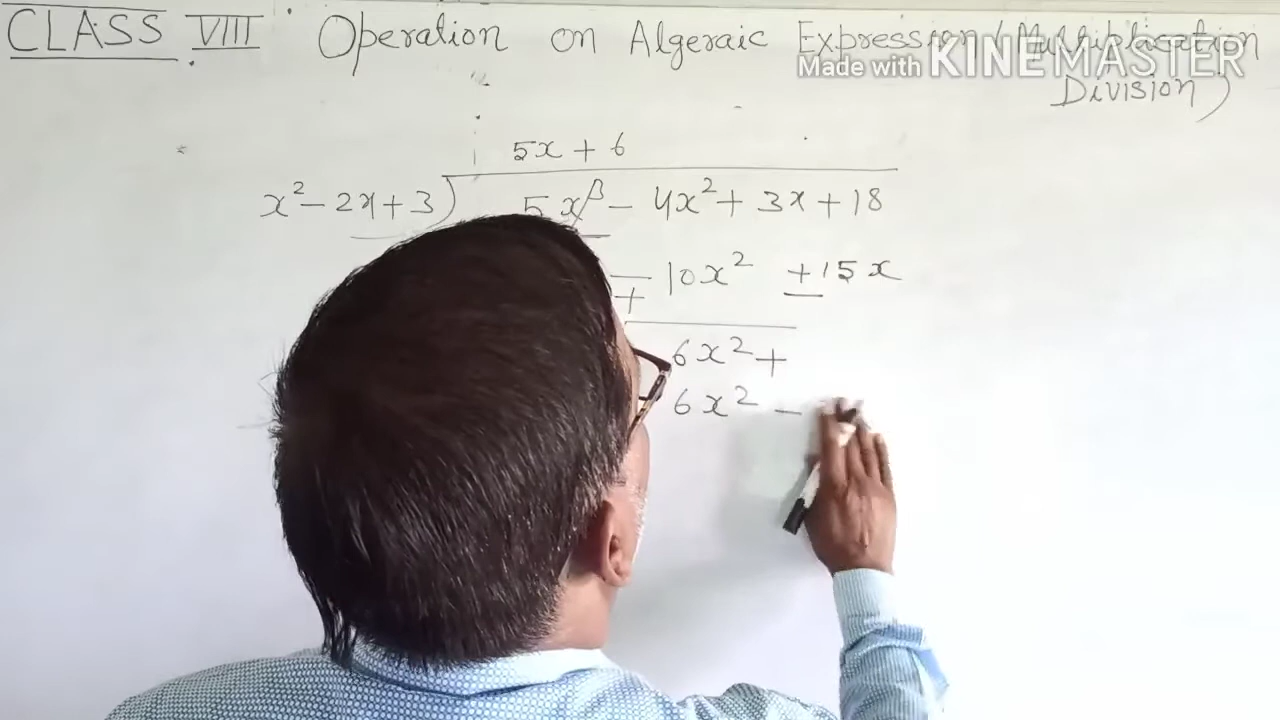 CLASS VIII Operation on Algeraic Expression (Multiplication
Made with KINEMASTER
Division)
5x + 6
x² - 2x + 3 ) 5x³ - 4x² + 3x + 18
- 10x² + 15x
+ -
6x² +
6x² -